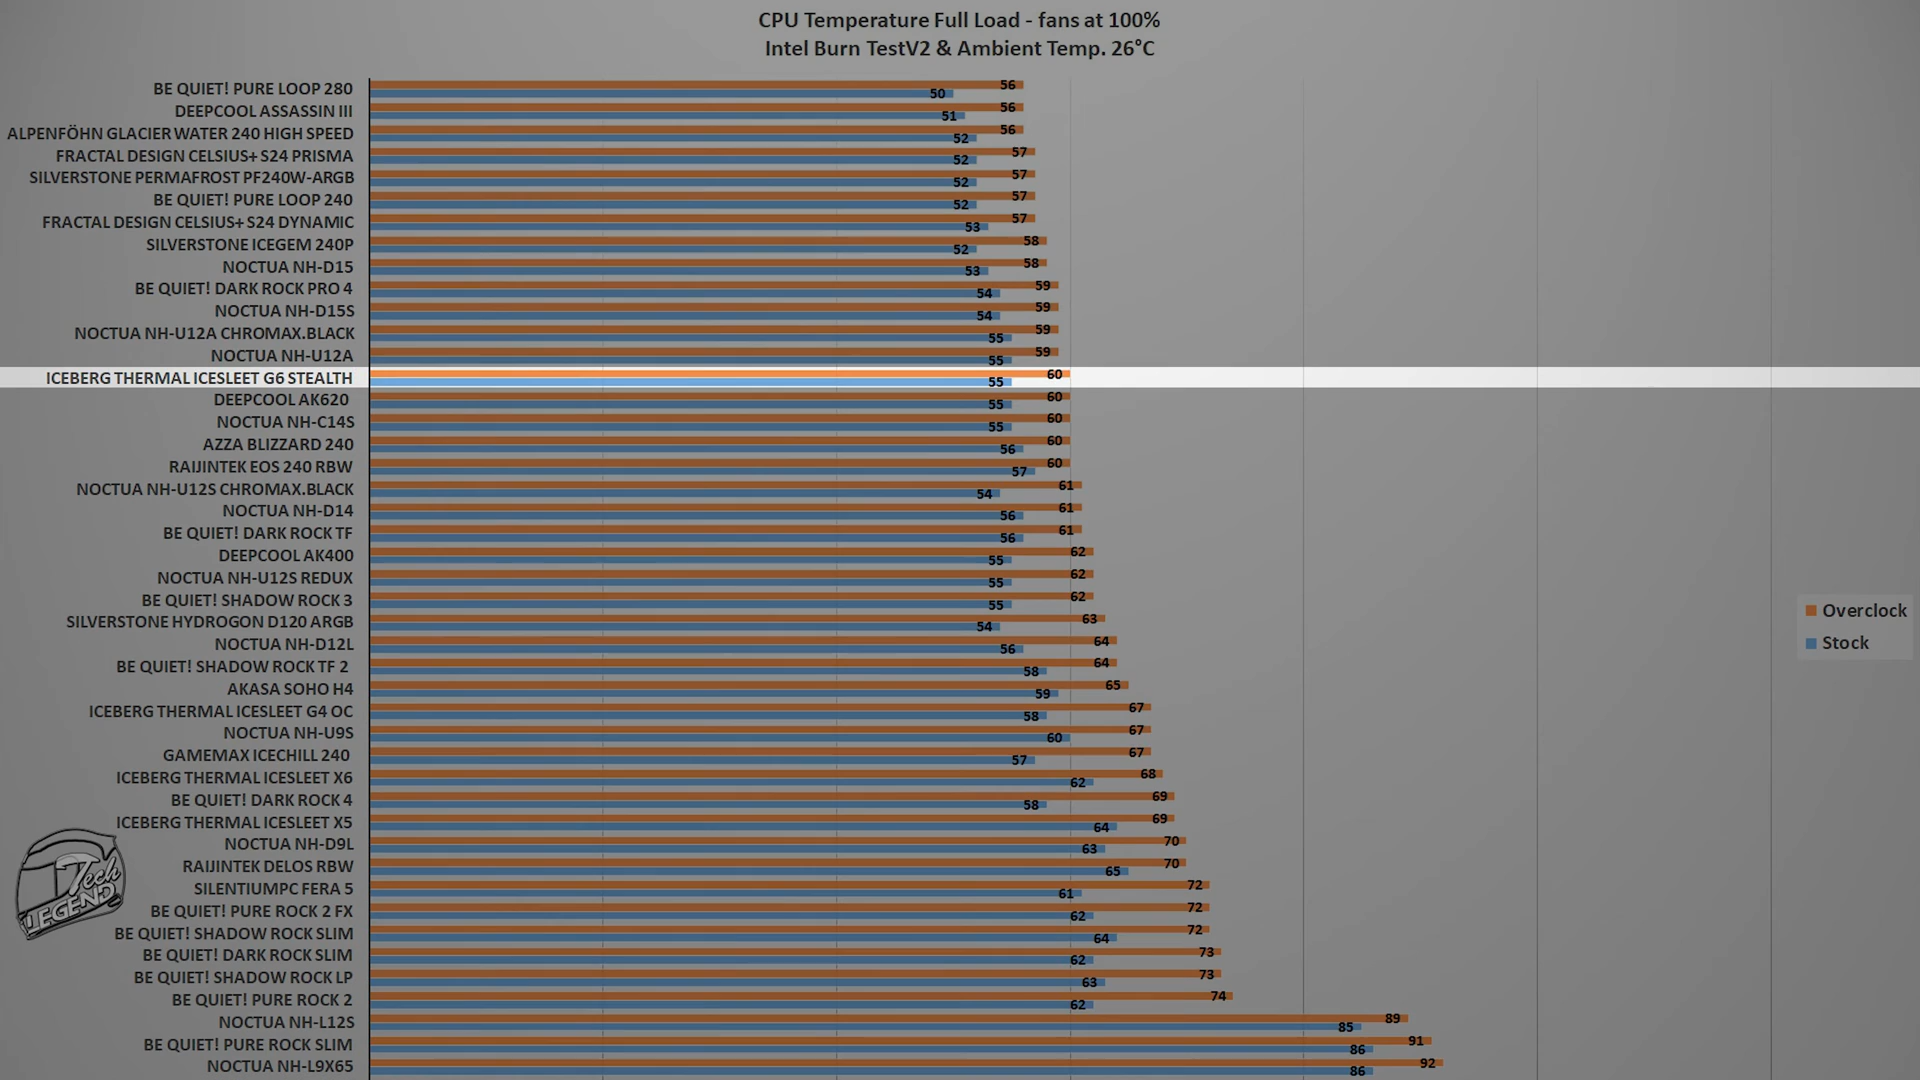 CPU Temperature Full Load - fans at 100%
Intel Burn TestV2 & Ambient Temp. 26°C
BE QUIET! PURE LOOP 280 56 50
DEEPCOOL ASSASSIN III 56 51
ALPENFÖHN GLACIER WATER 240 HIGH SPEED 56 52
FRACTAL DESIGN CELSIUS+ S24 PRISMA 57 52
SILVERSTONE PERMAFROST PF240W-ARGB 57 52
BE QUIET! PURE LOOP 240 57 52
FRACTAL DESIGN CELSIUS+ S24 DYNAMIC 57 53
SILVERSTONE ICEGEM 240P 58 52
NOCTUA NH-D15 58 53
BE QUIET! DARK ROCK PRO 4 59 54
NOCTUA NH-D15S 59 54
NOCTUA NH-U12A CHROMAX.BLACK 59 55
NOCTUA NH-U12A 59 55
ICEBERG THERMAL ICESLEET G6 STEALTH 60 55
DEEPCOOL AK620 60 55
NOCTUA NH-C14S 60 55
AZZA BLIZZARD 240 60 56
RAIJINTEK EOS 240 RBW 60 57
NOCTUA NH-U12S CHROMAX.BLACK 61 54
NOCTUA NH-D14 61 56
BE QUIET! DARK ROCK TF 61 56
DEEPCOOL AK400 62 55
NOCTUA NH-U12S REDUX 62 55
BE QUIET! SHADOW ROCK 3 62 55
SILVERSTONE HYDROGON D120 ARGB 63 54
NOCTUA NH-D12L 64 56
BE QUIET! SHADOW ROCK TF 2 64 58
AKASA SOHO H4 65 59
ICEBERG THERMAL ICESLEET G4 OC 67 58
NOCTUA NH-U9S 67 60
GAMEMAX ICECHILL 240 67 57
ICEBERG THERMAL ICESLEET X6 68 62
BE QUIET! DARK ROCK 4 69 58
ICEBERG THERMAL ICESLEET X5 69 64
NOCTUA NH-D9L 70 63
RAIJINTEK DELOS RBW 70 65
SILENTIUMPC FERA 5 72 61
BE QUIET! PURE ROCK 2 FX 72 62
BE QUIET! SHADOW ROCK SLIM 72 64
BE QUIET! DARK ROCK SLIM 73 62
BE QUIET! SHADOW ROCK LP 73 63
BE QUIET! PURE ROCK 2 74 62
NOCTUA NH-L12S 89 85
BE QUIET! PURE ROCK SLIM 91 86
NOCTUA NH-L9X65 92 86
Overclock
Stock
Tech
LEGEND